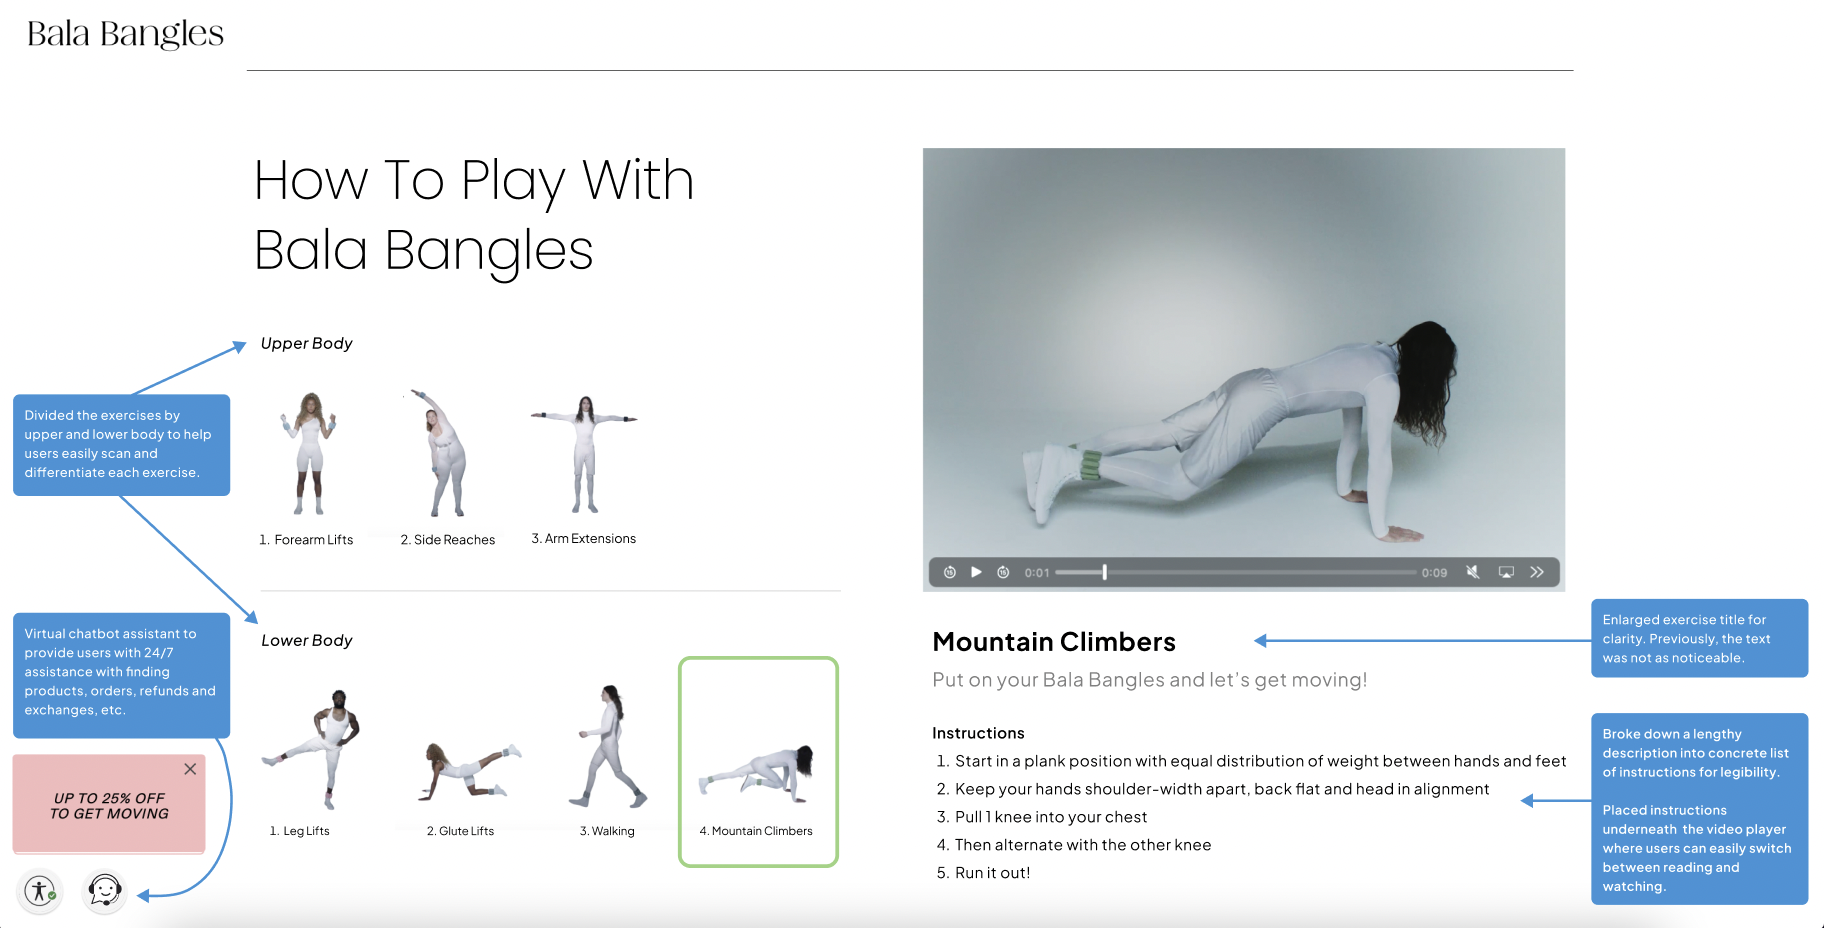 Bala Bangles
How To Play With
Bala Bangles
Upper Body
1. Forearm Lifts
2. Side Reaches
3. Arm Extensions
Divided the exercises by
upper and lower body to help
users easily scan and
differentiate each exercise.
Lower Body
1. Leg Lifts
2. Glute Lifts
3. Walking
4. Mountain Climbers
Virtual chatbot assistant to
provide users with 24/7
assistance with finding
products, orders, refunds and
exchanges, etc.
UP TO 25% OFF
TO GET MOVING
15
15
0:01
0:09
Mountain Climbers
Put on your Bala Bangles and let's get moving!
Instructions
1. Start in a plank position with equal distribution of weight between hands and feet
2. Keep your hands shoulder-width apart, back flat and head in alignment
3. Pull 1 knee into your chest
4. Then alternate with the other knee
5. Run it out!
Enlarged exercise title for
clarity. Previously, the text
was not as noticeable.
Broke down a lengthy
description into concrete list
of instructions for legibility.
Placed instructions
underneath the video player
where users can easily switch
between reading and
watching.